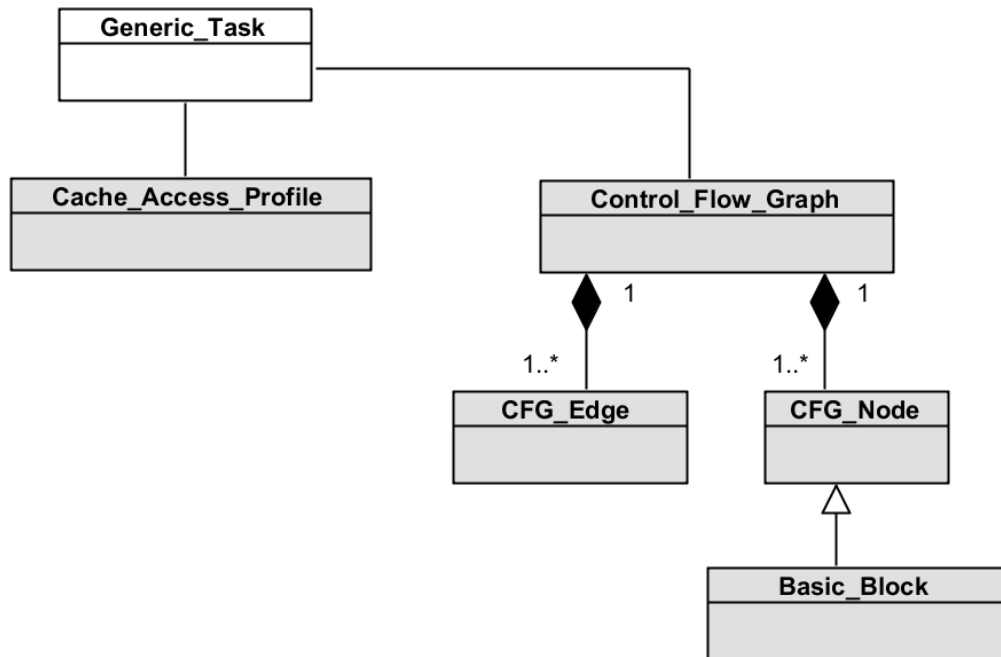 Generic_Task
Cache_Access_Profile
Control_Flow_Graph
1
1
1..*
1..*
CFG_Edge
CFG_Node
Basic_Block